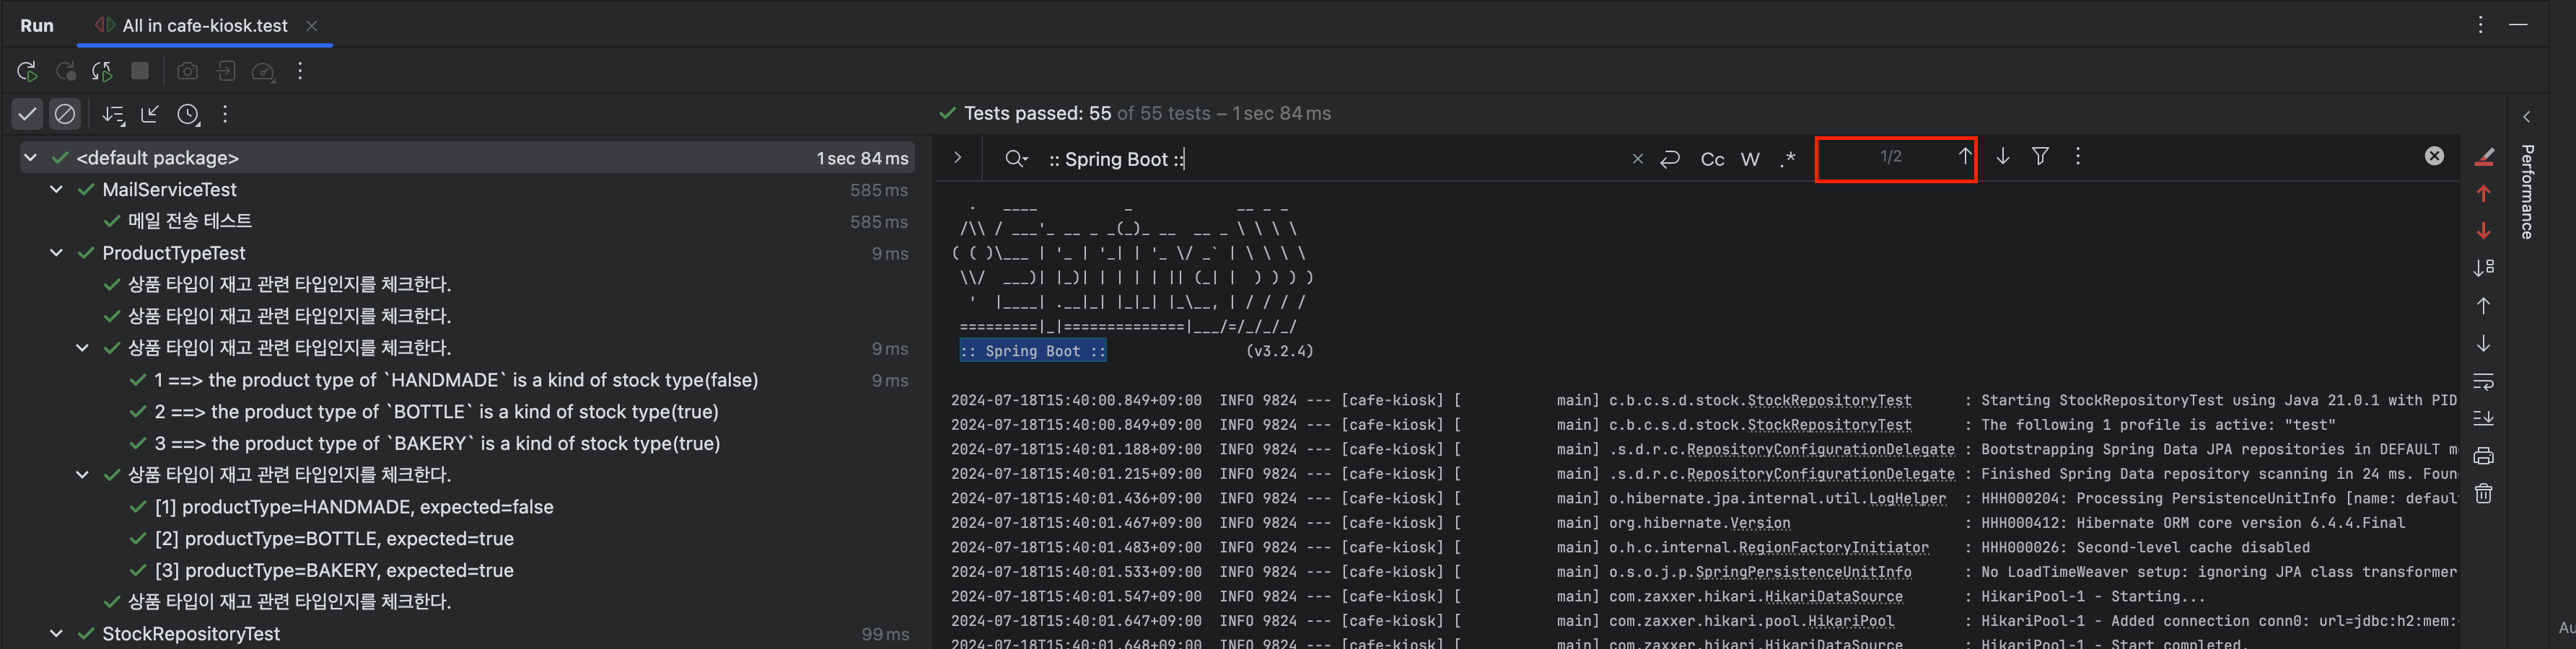 Run
All in cafe-kiosk.test
Tests passed: 55 of 55 tests – 1 sec 84 ms
<default package> 1 sec 84 ms
MailServiceTest 585 ms
메일 전송 테스트 585 ms
ProductTypeTest 9 ms
상품 타입이 재고 관련 타입인지를 체크한다.
상품 타입이 재고 관련 타입인지를 체크한다.
상품 타입이 재고 관련 타입인지를 체크한다. 9 ms
1 ==> the product type of `HANDMADE` is a kind of stock type(false) 9 ms
2 ==> the product type of `BOTTLE` is a kind of stock type(true)
3 ==> the product type of `BAKERY` is a kind of stock type(true)
상품 타입이 재고 관련 타입인지를 체크한다.
[1] productType=HANDMADE, expected=false
[2] productType=BOTTLE, expected=true
[3] productType=BAKERY, expected=true
상품 타입이 재고 관련 타입인지를 체크한다.
StockRepositoryTest 99 ms
:: Spring Boot :: Cc W .* 1/2
:: Spring Boot :: (v3.2.4)
2024-07-18T15:40:00.849+09:00 INFO 9824 --- [cafe-kiosk] [ main] c.b.c.s.d.stock.StockRepositoryTest : Starting StockRepositoryTest using Java 21.0.1 with PID
2024-07-18T15:40:00.849+09:00 INFO 9824 --- [cafe-kiosk] [ main] c.b.c.s.d.stock.StockRepositoryTest : The following 1 profile is active: "test"
2024-07-18T15:40:01.188+09:00 INFO 9824 --- [cafe-kiosk] [ main] .s.d.r.c.RepositoryConfigurationDelegate : Bootstrapping Spring Data JPA repositories in DEFAULT m
2024-07-18T15:40:01.215+09:00 INFO 9824 --- [cafe-kiosk] [ main] .s.d.r.c.RepositoryConfigurationDelegate : Finished Spring Data repository scanning in 24 ms. Foun
2024-07-18T15:40:01.436+09:00 INFO 9824 --- [cafe-kiosk] [ main] o.hibernate.jpa.internal.util.LogHelper : HHH000204: Processing PersistenceUnitInfo [name: defaul
2024-07-18T15:40:01.467+09:00 INFO 9824 --- [cafe-kiosk] [ main] org.hibernate.Version : HHH000412: Hibernate ORM core version 6.4.4.Final
2024-07-18T15:40:01.483+09:00 INFO 9824 --- [cafe-kiosk] [ main] o.h.c.internal.RegionFactoryInitiator : HHH000026: Second-level cache disabled
2024-07-18T15:40:01.533+09:00 INFO 9824 --- [cafe-kiosk] [ main] o.s.o.j.p.SpringPersistenceUnitInfo : No LoadTimeWeaver setup: ignoring JPA class transformer
2024-07-18T15:40:01.547+09:00 INFO 9824 --- [cafe-kiosk] [ main] com.zaxxer.hikari.HikariDataSource : HikariPool-1 - Starting...
2024-07-18T15:40:01.647+09:00 INFO 9824 --- [cafe-kiosk] [ main] com.zaxxer.hikari.pool.HikariPool : HikariPool-1 - Added connection conn0: url=jdbc:h2:mem:
2024-07-18T15:40:01.648+09:00 INFO 9824 --- [cafe-kiosk] [ main] com.zaxxer.hikari.HikariDataSource : HikariPool-1 - Start completed.
Performance
Au